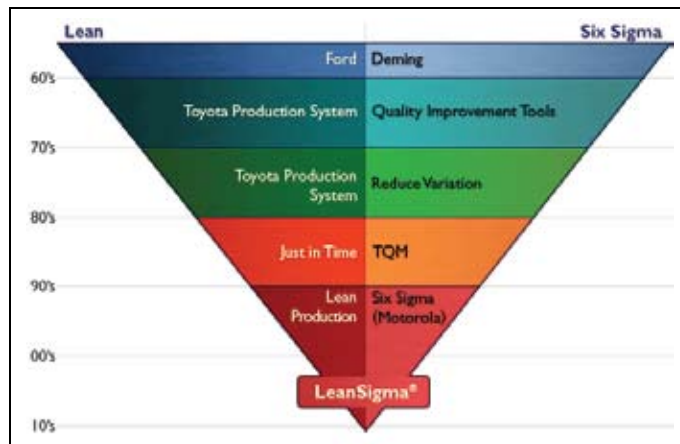 Lean
Six Sigma
Ford
Deming
60's
Toyota Production System
Quality Improvement Tools
70's
Toyota Production
System
Reduce Variation
80's
Just in Time
TQM
90's
Lean
Production
Six Sigma
(Motorola)
00's
LeanSigma®
10's